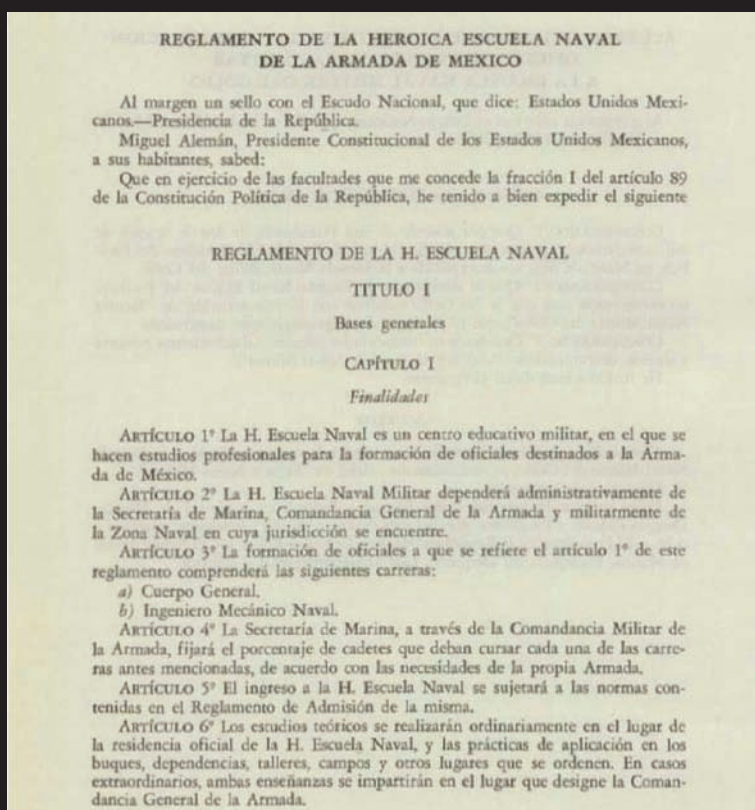 REGLAMENTO DE LA HEROICA ESCUELA NAVAL
DE LA ARMADA DE MEXICO
Al margen un sello con el Escudo Nacional, que dice: Estados Unidos Mexi-
canos.—Presidencia de la República.
Miguel Alemán, Presidente Constitucional de los Estados Unidos Mexicanos,
a sus habitantes, sabed:
Que en ejercicio de las facultades que me concede la fracción I del artículo 89
de la Constitución Política de la República, he tenido a bien expedir el siguiente
REGLAMENTO DE LA H. ESCUELA NAVAL
TITULO I
Bases generales
CAPÍTULO I
Finalidades
ARTÍCULO 1º La H. Escuela Naval es un centro educativo militar, en el que se
hacen estudios profesionales para la formación de oficiales destinados a la Arma-
da de México.
ARTÍCULO 2º La H. Escuela Naval Militar dependerá administrativamente de
la Secretaría de Marina, Comandancia General de la Armada y militarmente de
la Zona Naval en cuya jurisdicción se encuentre.
ARTÍCULO 3º La formación de oficiales a que se refiere el artículo 1º de este
reglamento comprenderá las siguientes carreras:
a) Cuerpo General.
b) Ingeniero Mecánico Naval.
ARTÍCULO 4º La Secretaría de Marina, a través de la Comandancia Militar de
la Armada, fijará el porcentaje de cadetes que deban cursar cada una de las carre-
ras antes mencionadas, de acuerdo con las necesidades de la propia Armada.
ARTÍCULO 5º El ingreso a la H. Escuela Naval se sujetará a las normas con-
tenidas en el Reglamento de Admisión de la misma.
ARTÍCULO 6º Los estudios teóricos se realizarán ordinariamente en el lugar de
la residencia oficial de la H. Escuela Naval, y las prácticas de aplicación en los
buques, dependencias, talleres, campos y otros lugares que se ordenen. En casos
extraordinarios, ambas enseñanzas se impartirán en el lugar que designe la Coman-
dancia General de la Armada.